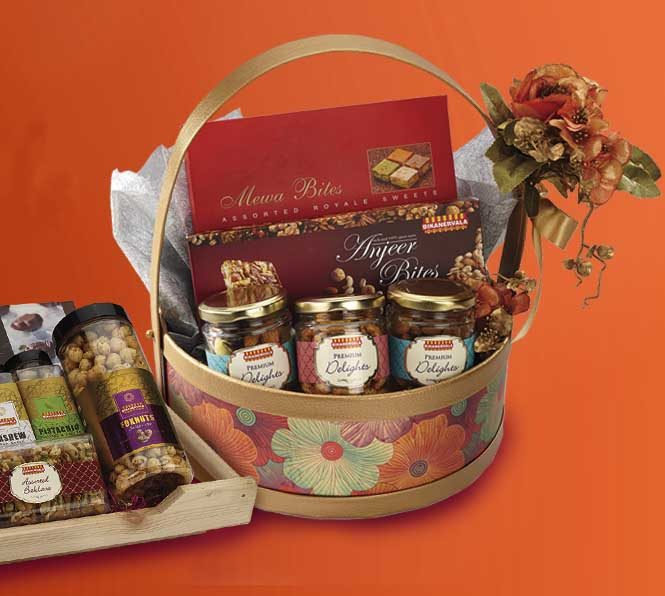 Mewa Bites
ASSORTED ROYALE SWEETS
BIKANERVALA
Anjeer
Bites
PREMIUM
Delights
PREMIUM
Delights
PREMIUM
Delights
FOXNUTS
PISTACHIO
Assorted
Baklava